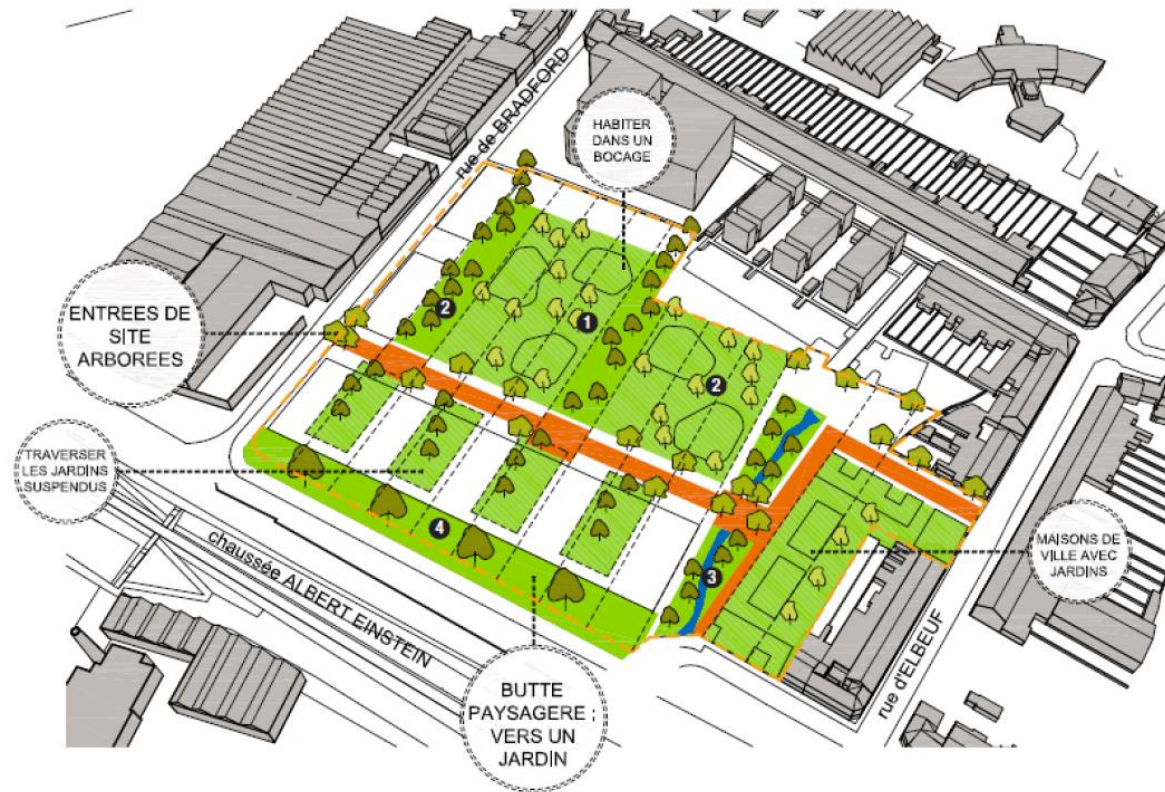 rue de BRADFORD
HABITER
DANS UN
BOCAGE
ENTREES DE
SITE
ARBOREES
2
1
2
TRAVERSER
LES JARDINS
SUSPENDUS
4
3
MAISONS DE
VILLE AVEC
JARDINS
chaussée ALBERT EINSTEIN
rue d'ELBEUF
BUTTE
PAYSAGERE :
VERS UN
JARDIN